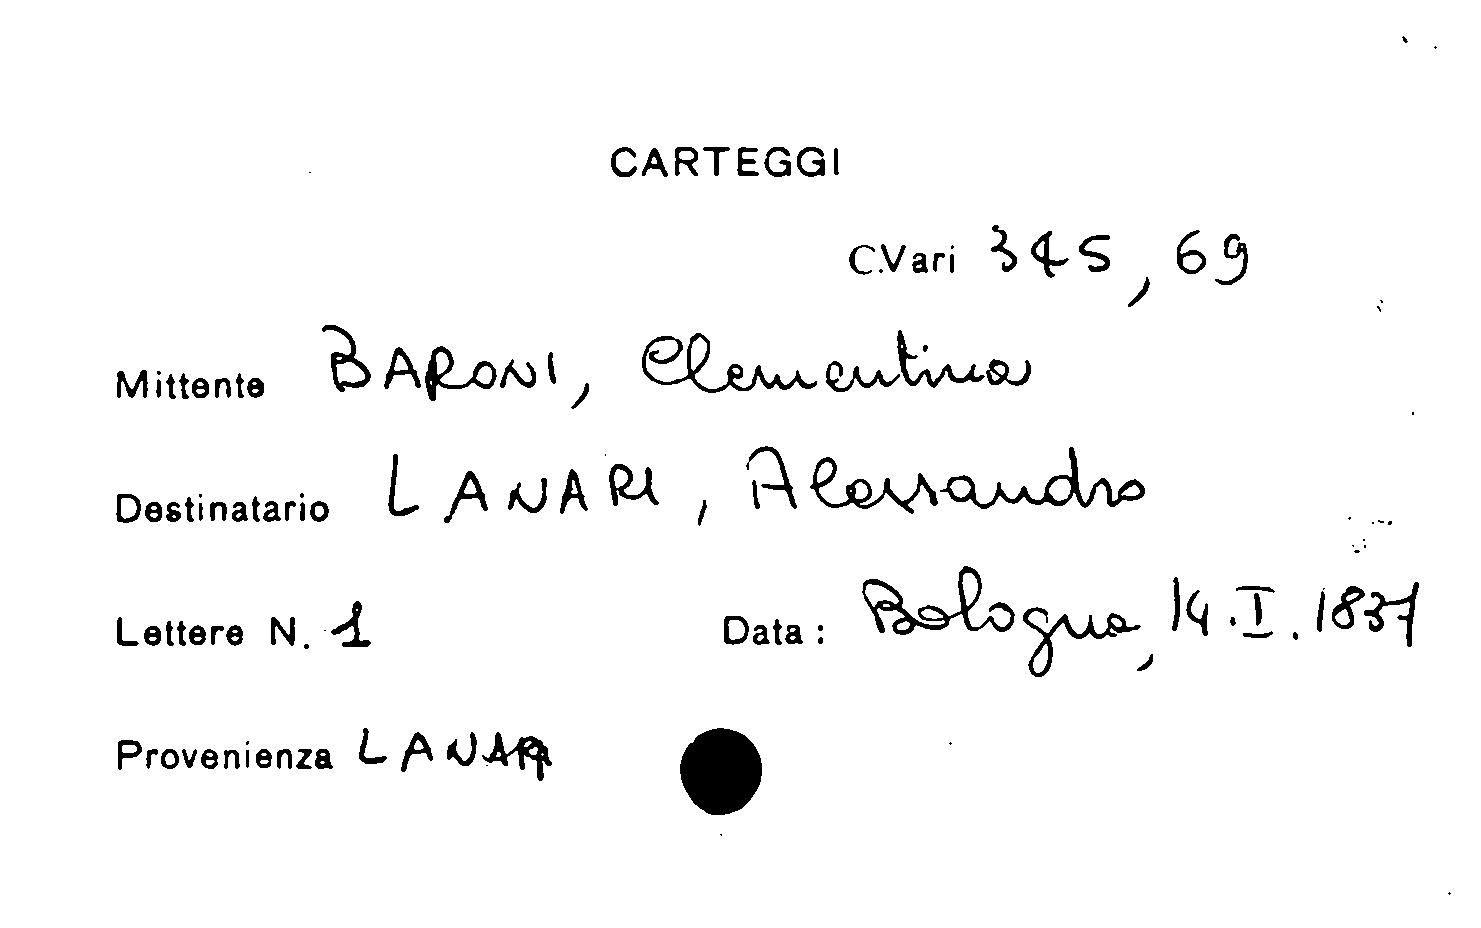 CARTEGGI
C.Vari 345, 69
Mittente BARONI, Clementina
Destinatario LANARI, Alessandro
Lettere N. 1 Data: Bologna, 14.I.1837
Provenienza LANARI